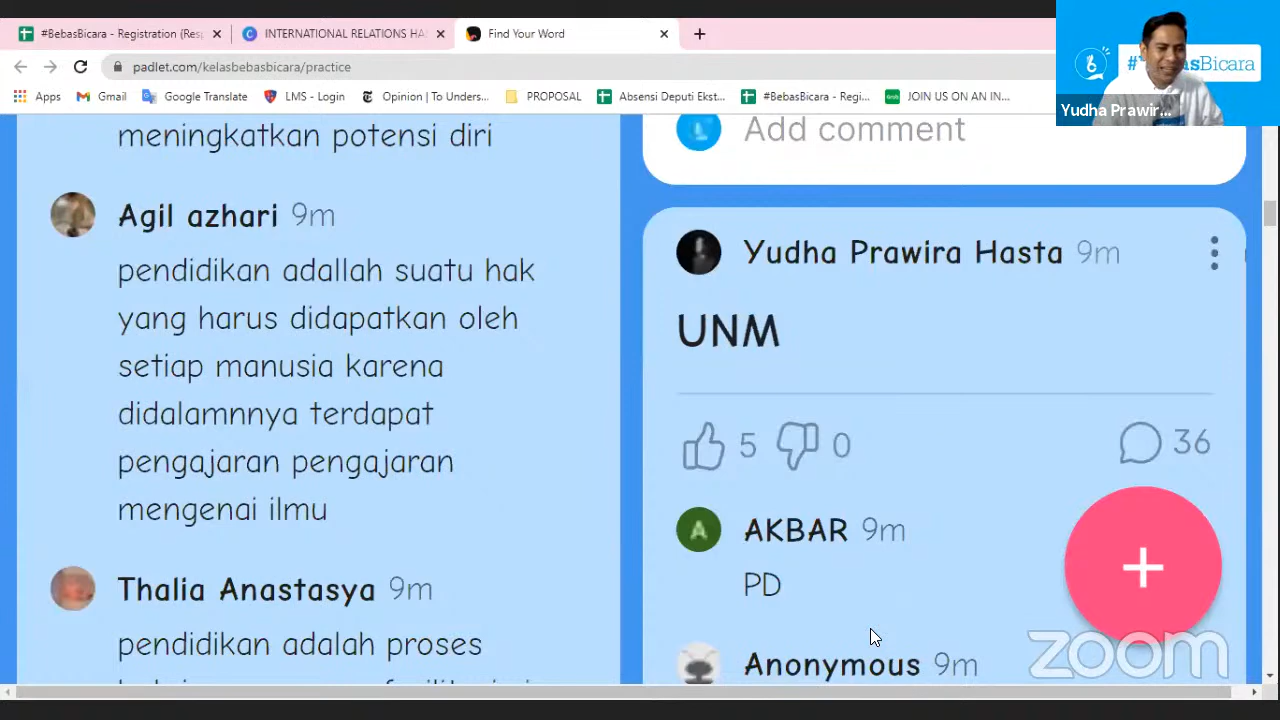 #BebasBicara - Registration (Res
INTERNATIONAL RELATIONS HA
Find Your Word
padlet.com/kelasbebasbicara/practice
Apps
Gmail
Google Translate
LMS - Login
Opinion | To Unders...
PROPOSAL
Absensi Deputi Ekst...
#BebasBicara - Regi...
JOIN US ON AN IN...
Bicara
Yudha Prawir...
meningkatkan potensi diri
Agil azhari 9m
pendidikan adallah suatu hak
yang harus didapatkan oleh
setiap manusia karena
didalamnnya terdapat
pengajaran pengajaran
mengenai ilmu
Thalia Anastasya 9m
pendidikan adalah proses
Add comment
Yudha Prawira Hasta 9m
UNM
5 0 36
AKBAR 9m
PD
Anonymous 9m
zoom